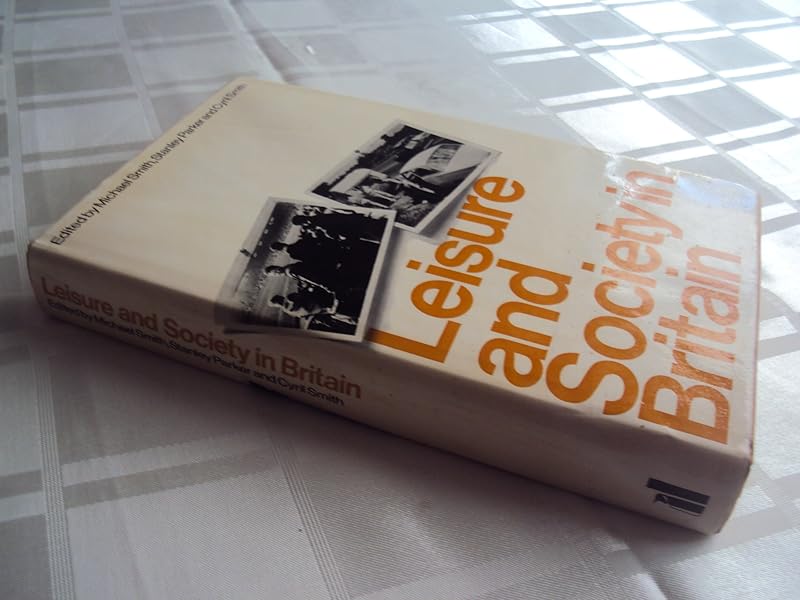 Leisure
and
Society in
Britain
Edited by Michael Smith, Stanley Parker and Cyril Smith
Leisure and Society in Britain
Edited by Michael Smith, Stanley Parker and Cyril Smith